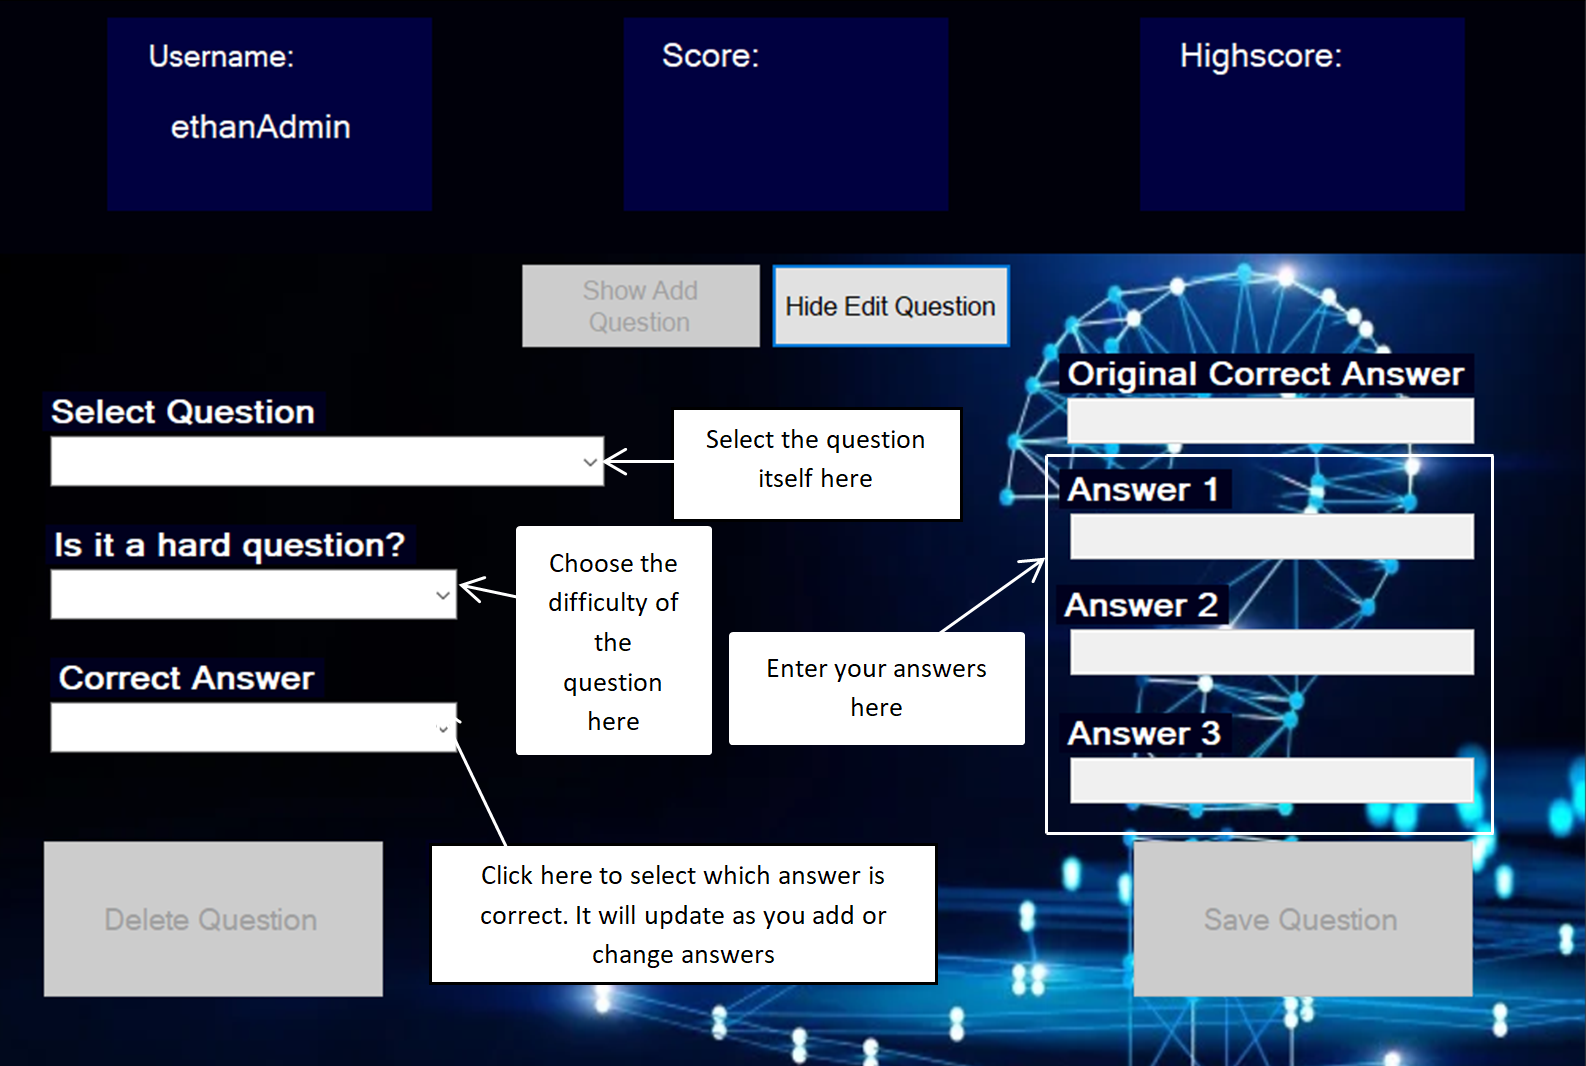 Username:
ethanAdmin
Score:
Highscore:
Show Add
Question
Hide Edit Question
Select Question
Select the question
itself here
Is it a hard question?
Choose the
difficulty of
the
question
here
Correct Answer
Click here to select which answer is
correct. It will update as you add or
change answers
Enter your answers
here
Original Correct Answer
Answer 1
Answer 2
Answer 3
Delete Question
Save Question